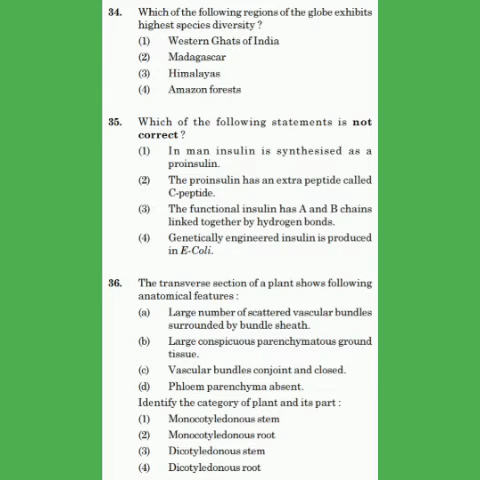 34. Which of the following regions of the globe exhibits
highest species diversity ?
(1) Western Ghats of India
(2) Madagascar
(3) Himalayas
(4) Amazon forests
35. Which of the following statements is not
correct ?
(1) In man insulin is synthesised as a
proinsulin.
(2) The proinsulin has an extra peptide called
C-peptide.
(3) The functional insulin has A and B chains
linked together by hydrogen bonds.
(4) Genetically engineered insulin is produced
in E-Coli.
36. The transverse section of a plant shows following
anatomical features :
(a) Large number of scattered vascular bundles
surrounded by bundle sheath.
(b) Large conspicuous parenchymatous ground
tissue.
(c) Vascular bundles conjoint and closed.
(d) Phloem parenchyma absent.
Identify the category of plant and its part :
(1) Monocotyledonous stem
(2) Monocotyledonous root
(3) Dicotyledonous stem
(4) Dicotyledonous root